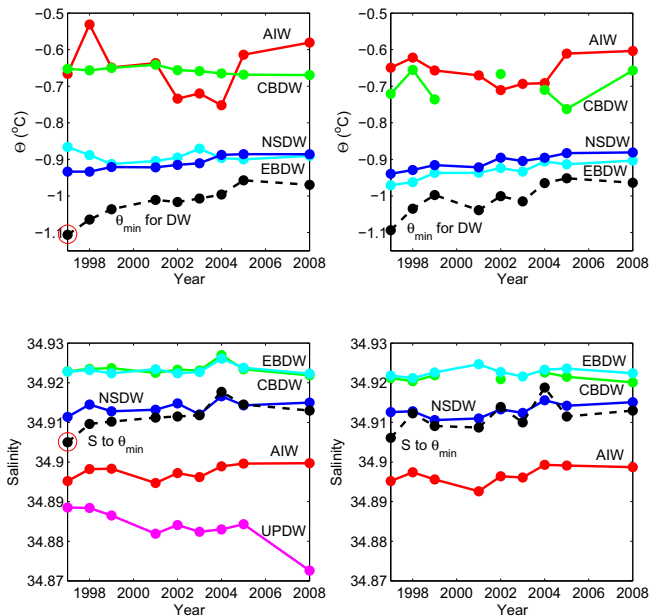 −0.5
−0.6
−0.7
−0.8
−0.9
−1
−1.1
Θ (°C)
AIW
CBDW
NSDW
EBDW
θmin for DW
1998 2000 2002 2004 2006 2008
Year
−0.5
−0.6
−0.7
−0.8
−0.9
−1
−1.1
Θ (°C)
AIW
CBDW
NSDW
EBDW
θmin for DW
1998 2000 2002 2004 2006 2008
Year
34.93
34.92
34.91
34.9
34.89
34.88
34.87
Salinity
EBDW
CBDW
NSDW
S to θmin
AIW
UPDW
1998 2000 2002 2004 2006 2008
Year
34.93
34.92
34.91
34.9
34.89
34.88
34.87
Salinity
EBDW
CBDW
NSDW
S to θmin
AIW
1998 2000 2002 2004 2006 2008
Year